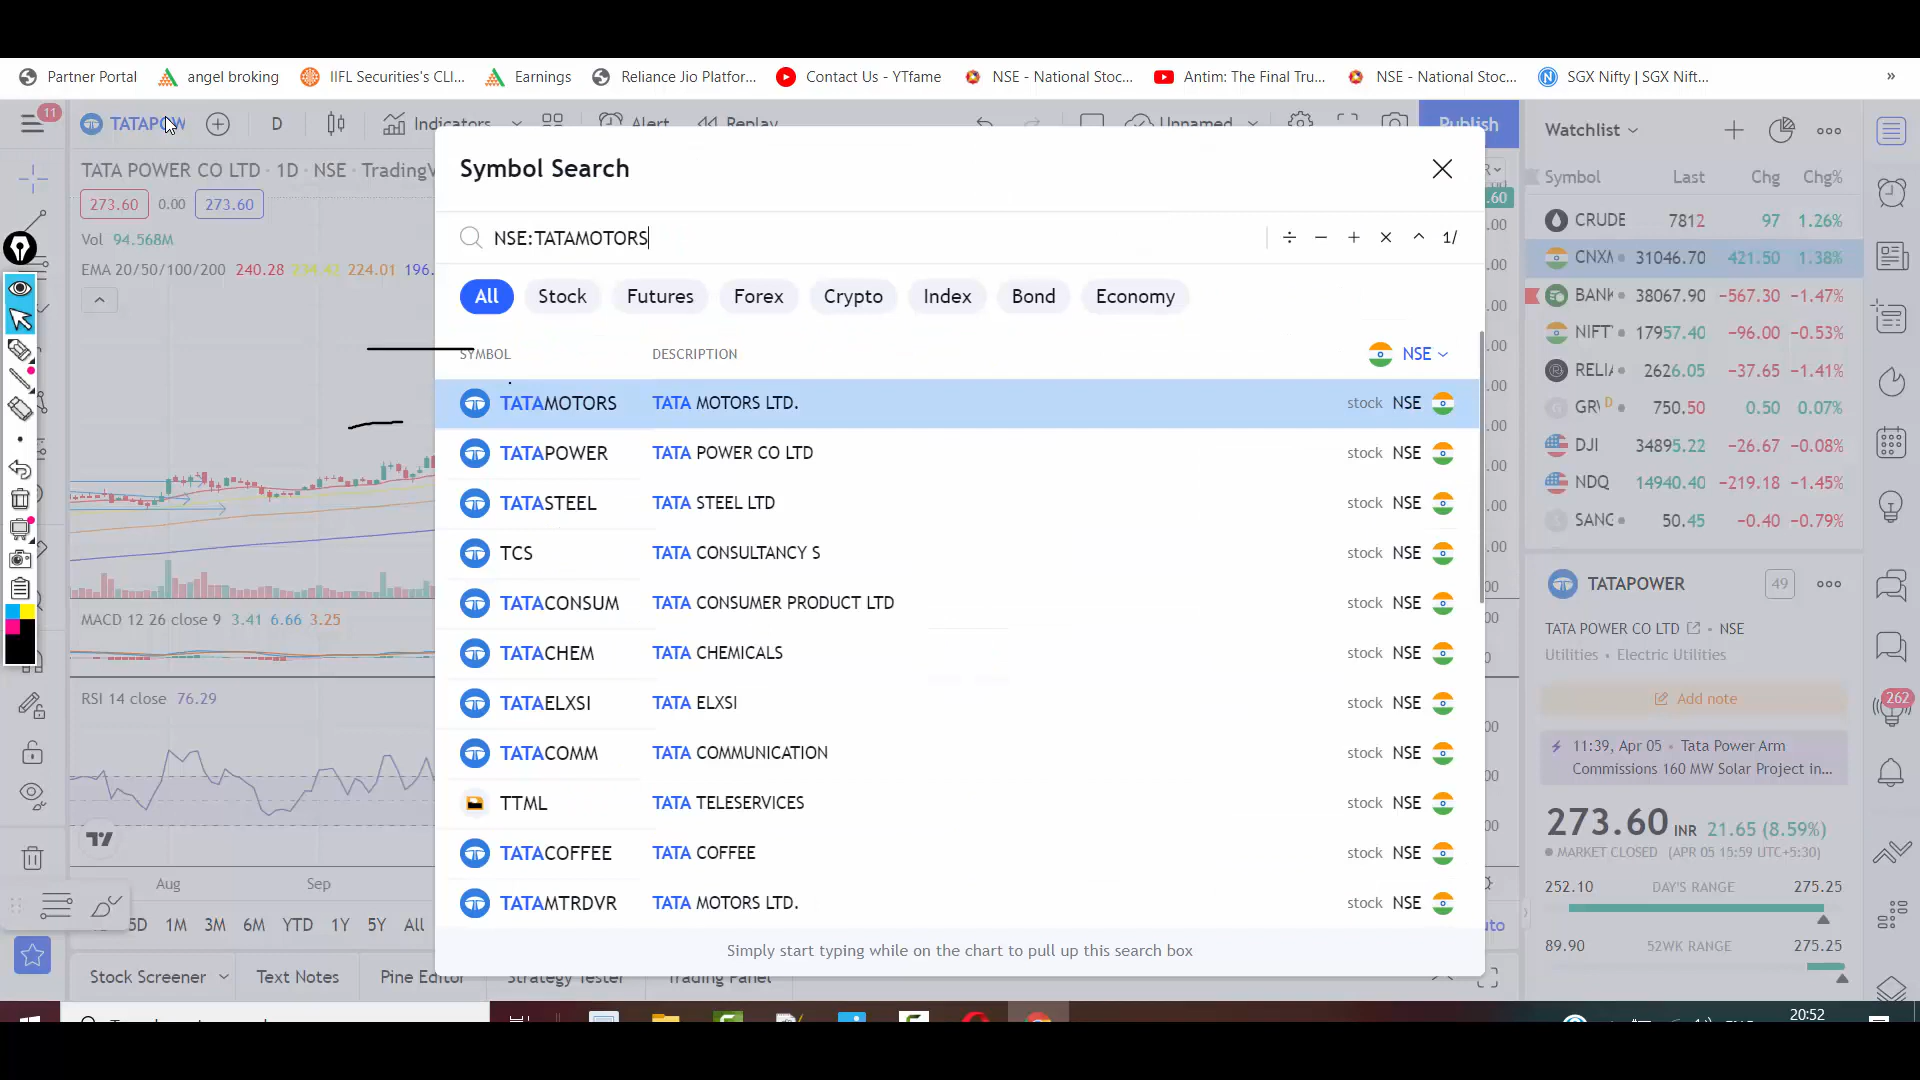 Partner Portal angel broking IIFL Securities's CLI... Earnings Reliance Jio Platfor... Contact Us - YTfame NSE - National Stoc... Antim: The Final Tru... NSE - National Stoc... SGX Nifty | SGX Nift... »
11 TATAPOW D Indicators Alert Replay Unnamed Publish
TATA POWER CO LTD · 1D · NSE · TradingV
273.60 0.00 273.60
Vol 94.568M
EMA 20/50/100/200 240.28 234.42 224.01 196.
MACD 12 26 close 9 3.41 6.66 3.25
RSI 14 close 76.29
Aug Sep
5D 1M 3M 6M YTD 1Y 5Y All
Stock Screener Text Notes Pine Editor Strategy Tester Trading Panel
Symbol Search
NSE:TATAMOTORS ÷ − + × ^ 1/
All Stock Futures Forex Crypto Index Bond Economy
SYMBOL DESCRIPTION NSE
TATAMOTORS TATA MOTORS LTD. stock NSE
TATAPOWER TATA POWER CO LTD stock NSE
TATASTEEL TATA STEEL LTD stock NSE
TCS TATA CONSULTANCY S stock NSE
TATACONSUM TATA CONSUMER PRODUCT LTD stock NSE
TATACHEM TATA CHEMICALS stock NSE
TATAELXSI TATA ELXSI stock NSE
TATACOMM TATA COMMUNICATION stock NSE
TTML TATA TELESERVICES stock NSE
TATACOFFEE TATA COFFEE stock NSE
TATAMTRDVR TATA MOTORS LTD. stock NSE
Simply start typing while on the chart to pull up this search box
Watchlist
Symbol Last Chg Chg%
CRUDE 7812 97 1.26%
CNXM 31046.70 421.50 1.38%
BANK 38067.90 −567.30 −1.47%
NIFT 17957.40 −96.00 −0.53%
RELI 2626.05 −37.65 −1.41%
GR D 750.50 0.50 0.07%
DJI 34895.22 −26.67 −0.08%
NDQ 14940.40 −219.18 −1.45%
SANG 50.45 −0.40 −0.79%
TATAPOWER 49
TATA POWER CO LTD • NSE
Utilities • Electric Utilities
Add note
11:39, Apr 05 • Tata Power Arm
Commissions 160 MW Solar Project in...
273.60 INR 21.65 (8.59%)
MARKET CLOSED (APR 05 15:59 UTC+5:30)
252.10 DAY'S RANGE 275.25
89.90 52WK RANGE 275.25
262
20:52